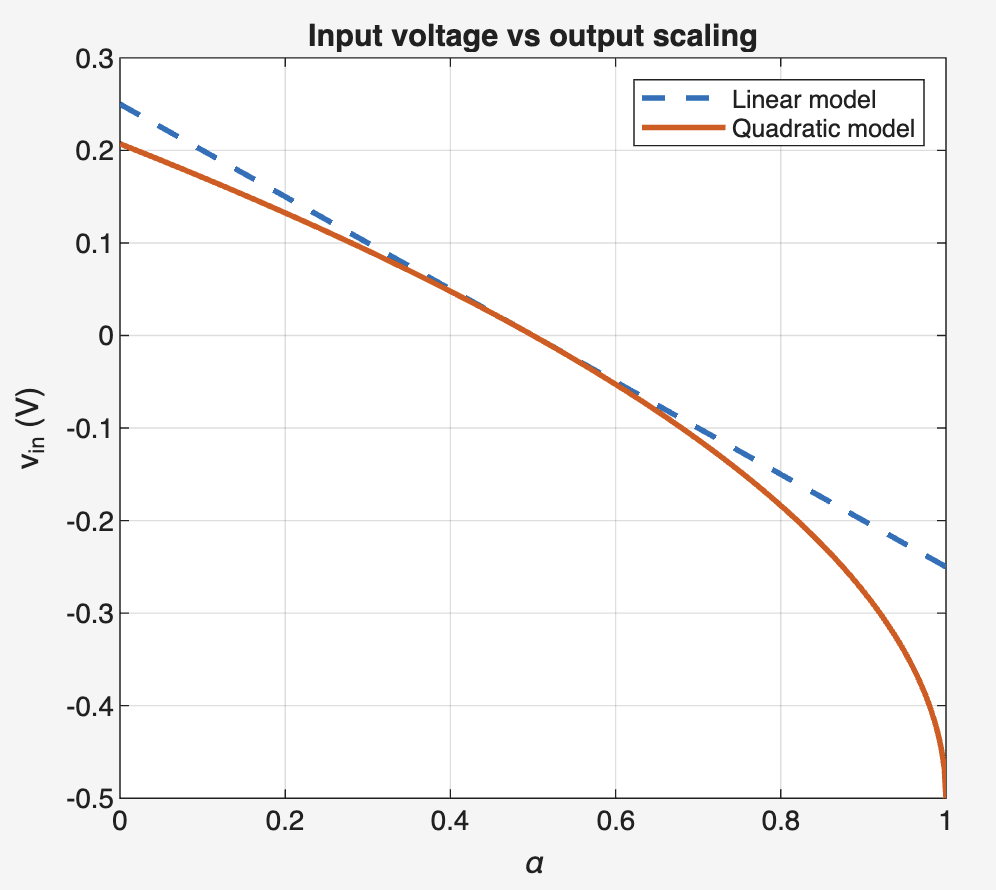 Input voltage vs output scaling
Linear model
Quadratic model
0.3
0.2
0.1
0
-0.1
-0.2
-0.3
-0.4
-0.5
v_in (V)
0 0.2 0.4 0.6 0.8 1
α